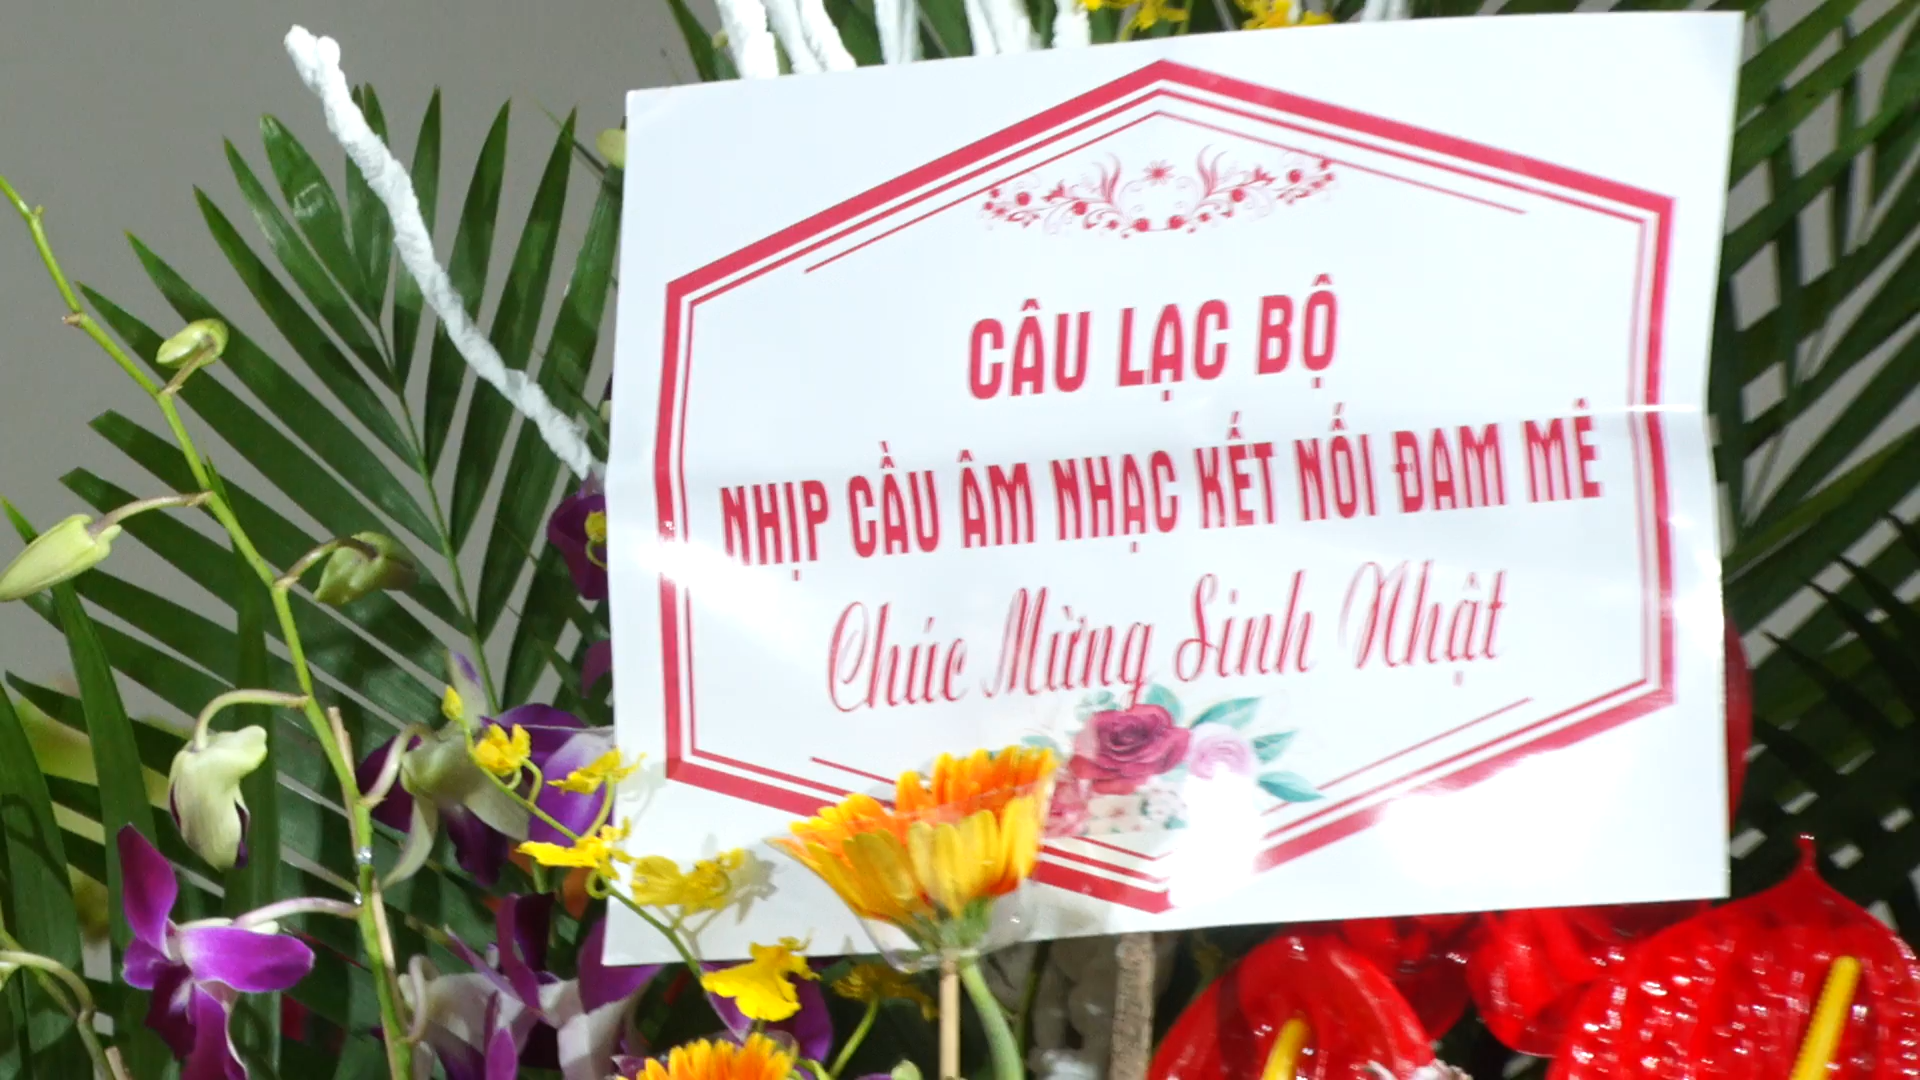 CÂU LẠC BỘ
NHỊP CẦU ÂM NHẠC KẾT NỐI ĐAM MÊ
Chúc Mừng Sinh Nhật